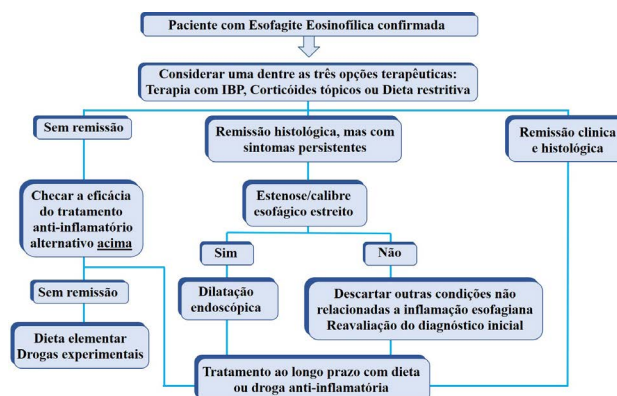 Paciente com Esofagite Eosinofílica confirmada
Considerar uma dentre as três opções terapêuticas:
Terapia com IBP, Corticóides tópicos ou Dieta restritiva
Sem remissão
Remissão histológica, mas com
sintomas persistentes
Remissão clinica
e histológica
Checar a eficácia
do tratamento
anti-inflamatório
alternativo acima
Estenose/calibre
esofágico estreito
Sim
Não
Sem remissão
Dilatação
endoscópica
Descartar outras condições não
relacionadas a inflamação esofagiana
Reavaliação do diagnóstico inicial
Dieta elementar
Drogas experimentais
Tratamento ao longo prazo com dieta
ou droga anti-inflamatória